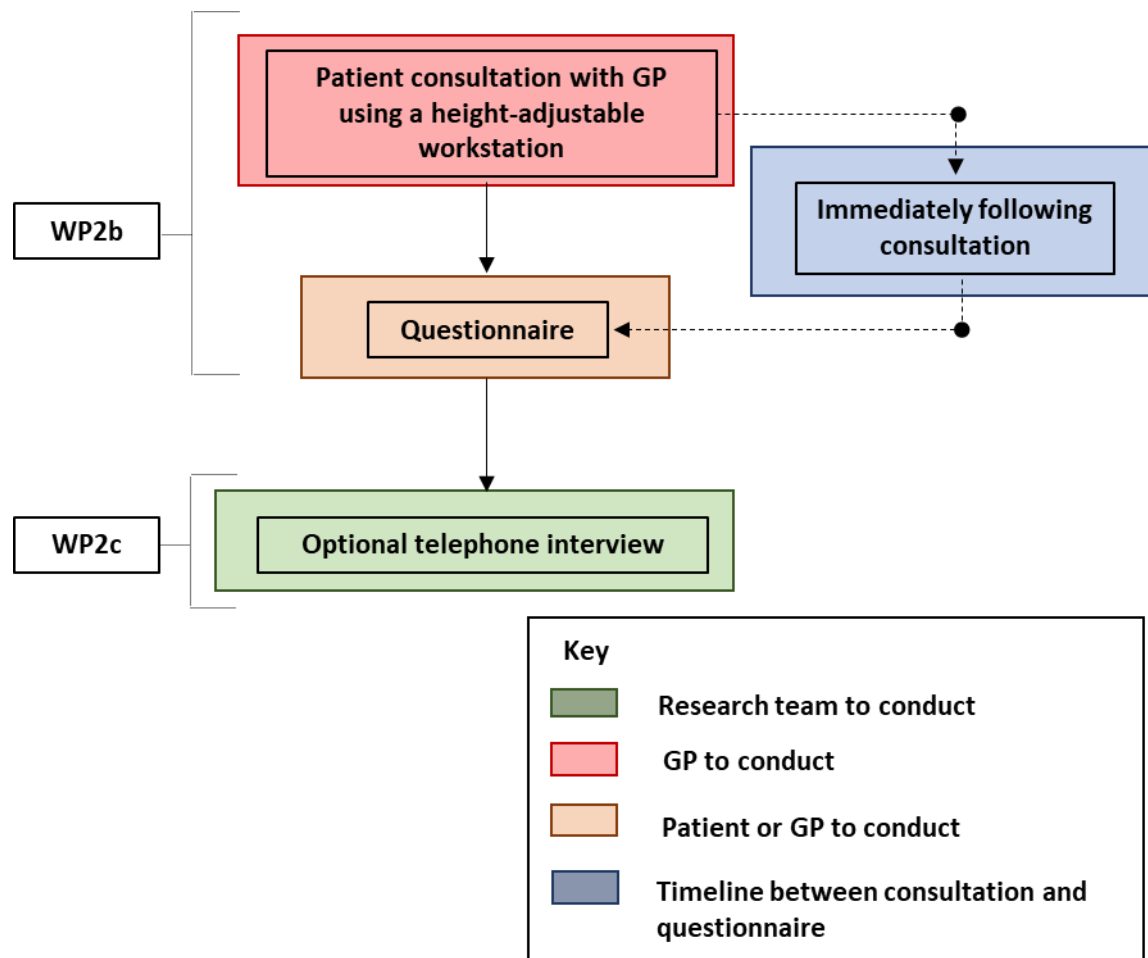 Patient consultation with GP
using a height-adjustable
workstation
Immediately following
consultation
WP2b
Questionnaire
WP2c
Optional telephone interview
Key
Research team to conduct
GP to conduct
Patient or GP to conduct
Timeline between consultation and
questionnaire